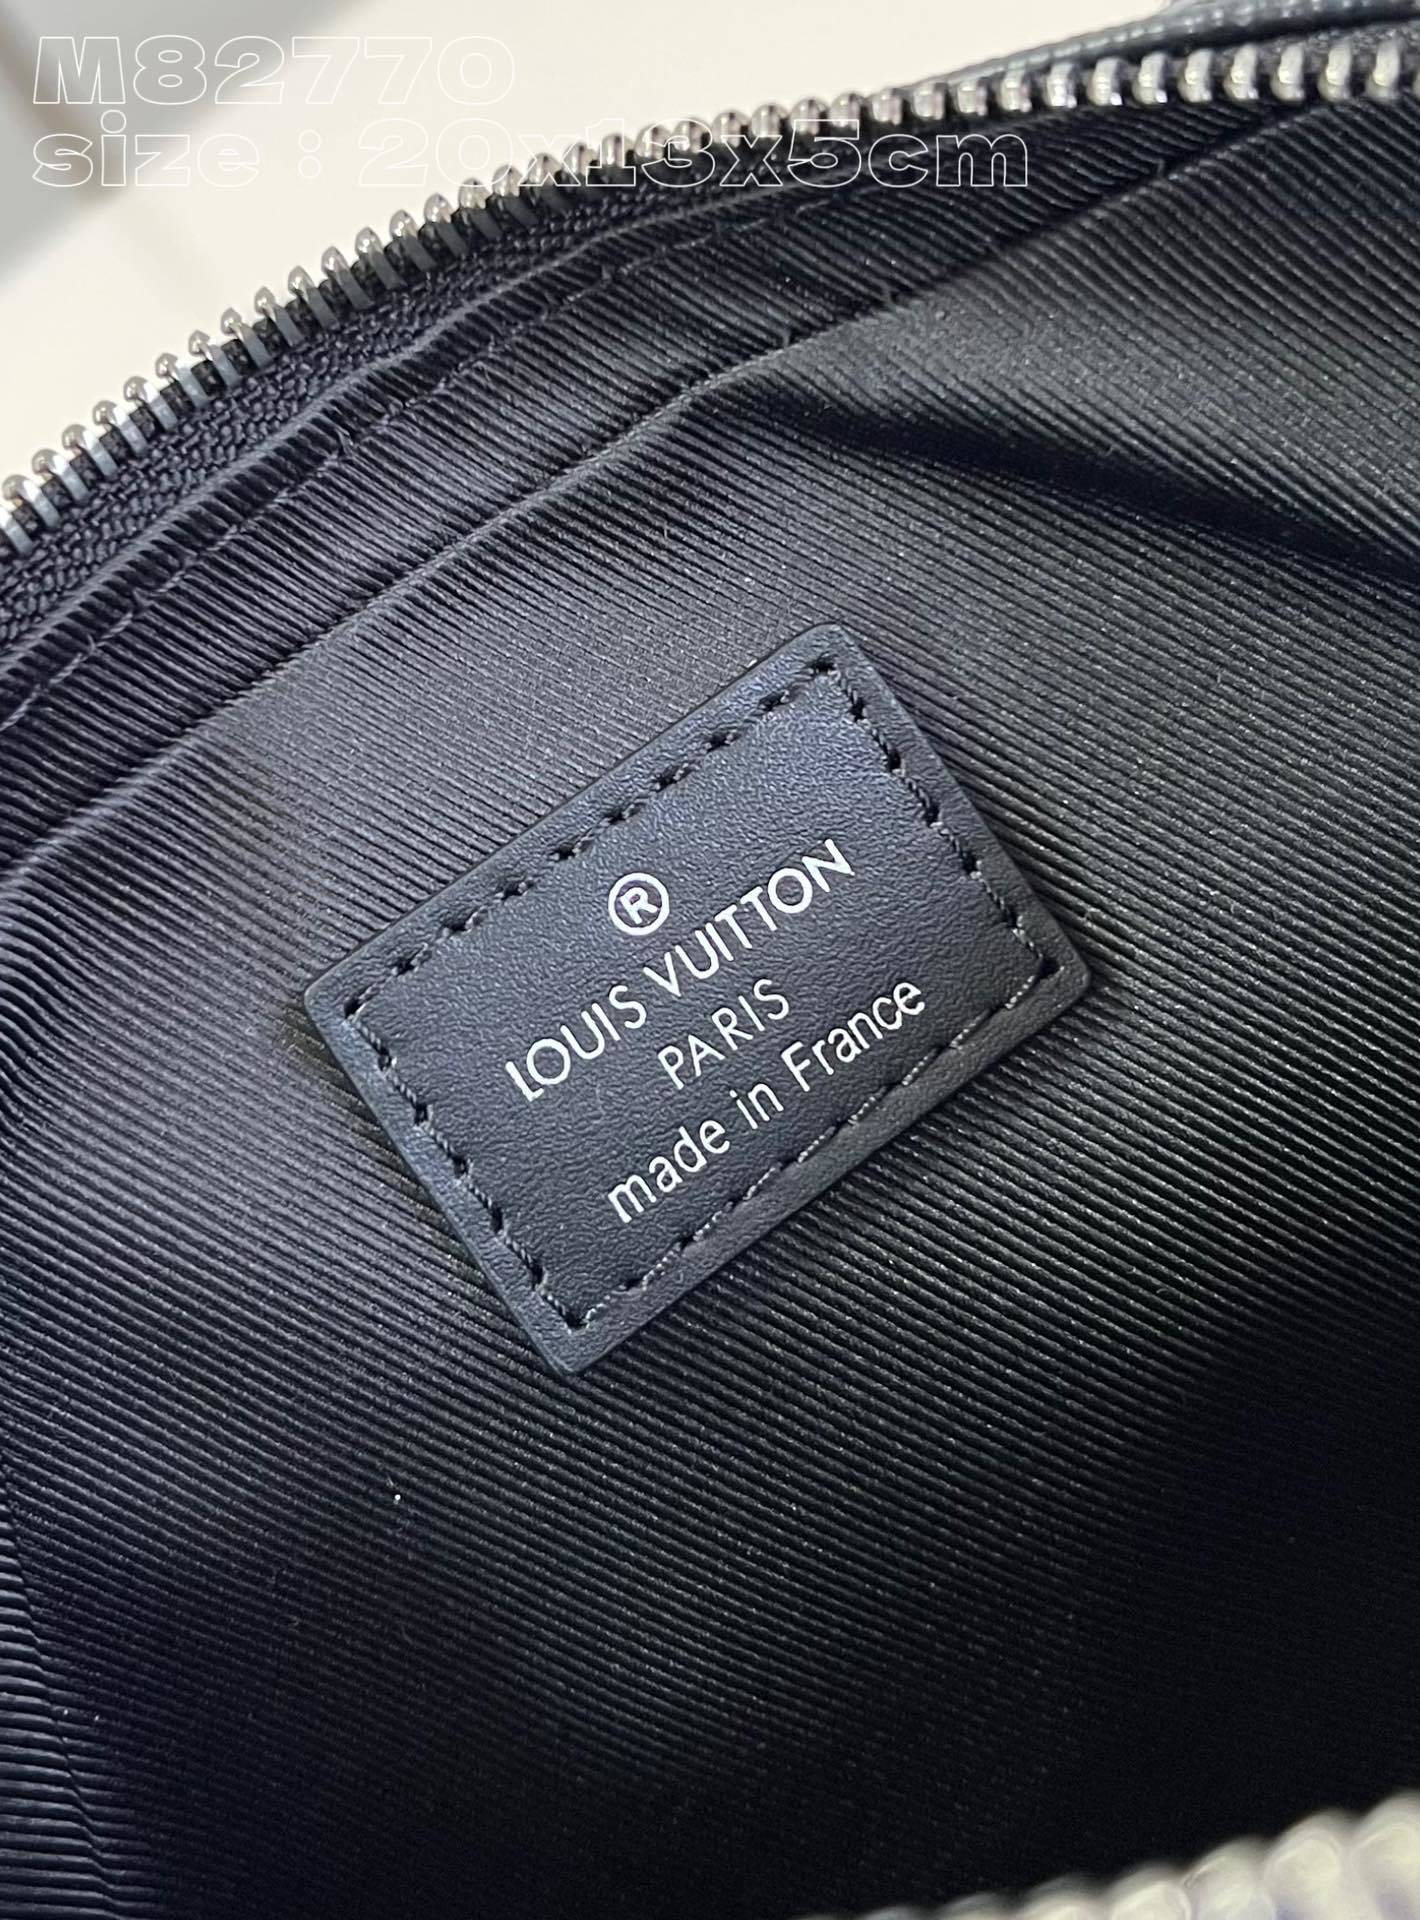 M82770
size : 20x13x5cm
®
LOUIS VUITTON
PARIS
made in France